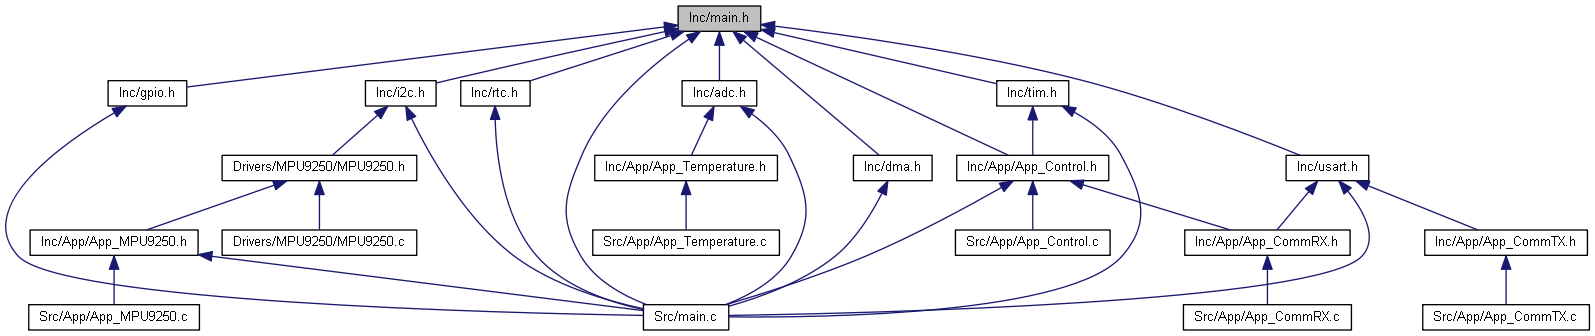 Inc/main.h
Inc/gpio.h
Inc/i2c.h
Inc/rtc.h
Inc/adc.h
Inc/tim.h
Drivers/MPU9250/MPU9250.h
Inc/App/App_Temperature.h
Inc/dma.h
Inc/App/App_Control.h
Inc/usart.h
Inc/App/App_MPU9250.h
Drivers/MPU9250/MPU9250.c
Src/App/App_Temperature.c
Src/App/App_Control.c
Inc/App/App_CommRX.h
Inc/App/App_CommTX.h
Src/App/App_MPU9250.c
Src/main.c
Src/App/App_CommRX.c
Src/App/App_CommTX.c